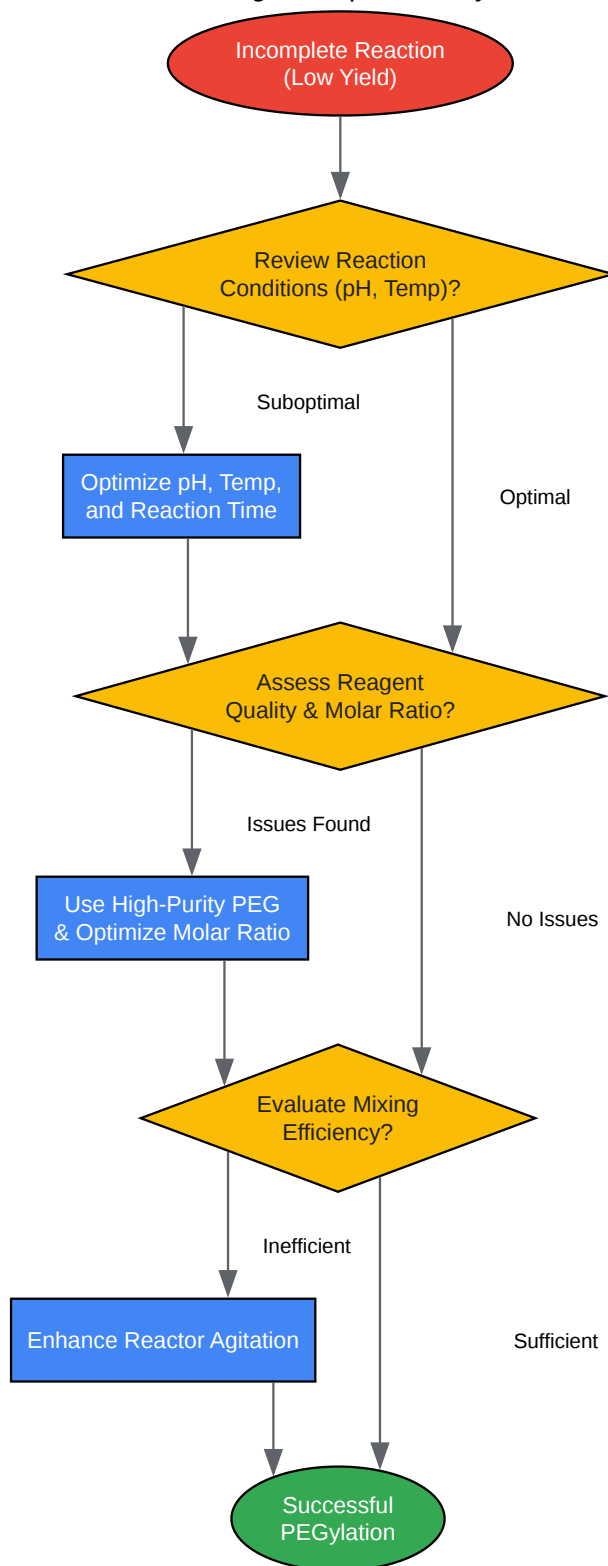 Incomplete Reaction
(Low Yield)
Review Reaction
Conditions (pH, Temp)?
Suboptimal
Optimize pH, Temp,
and Reaction Time
Optimal
Assess Reagent
Quality & Molar Ratio?
Issues Found
Use High-Purity PEG
& Optimize Molar Ratio
No Issues
Evaluate Mixing
Efficiency?
Inefficient
Enhance Reactor Agitation
Sufficient
Successful
PEGylation